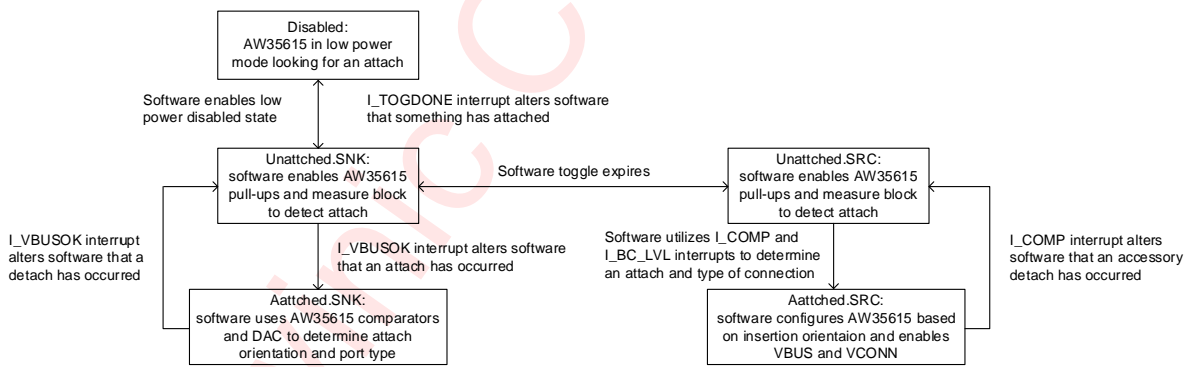 Disabled:
AW35615 in low power
mode looking for an attach
Software enables low
power disabled state
I_TOGDONE interrupt alters software
that something has attached
Unattched.SNK:
software enables AW35615
pull-ups and measure block
to detect attach
Software toggle expires
Unattched.SRC:
software enables AW35615
pull-ups and measure block
to detect attach
I_VBUSOK interrupt
alters software that a
detach has occurred
I_VBUSOK interrupt alters software
that an attach has occurred
Software utilizes I_COMP and
I_BC_LVL interrupts to determine
an attach and type of connection
I_COMP interrupt alters
software that an accessory
detach has occurred
Aattched.SNK:
software uses AW35615 comparators
and DAC to determine attach
orientation and port type
Aattched.SRC:
software configures AW35615 based
on insertion orientaion and enables
VBUS and VCONN